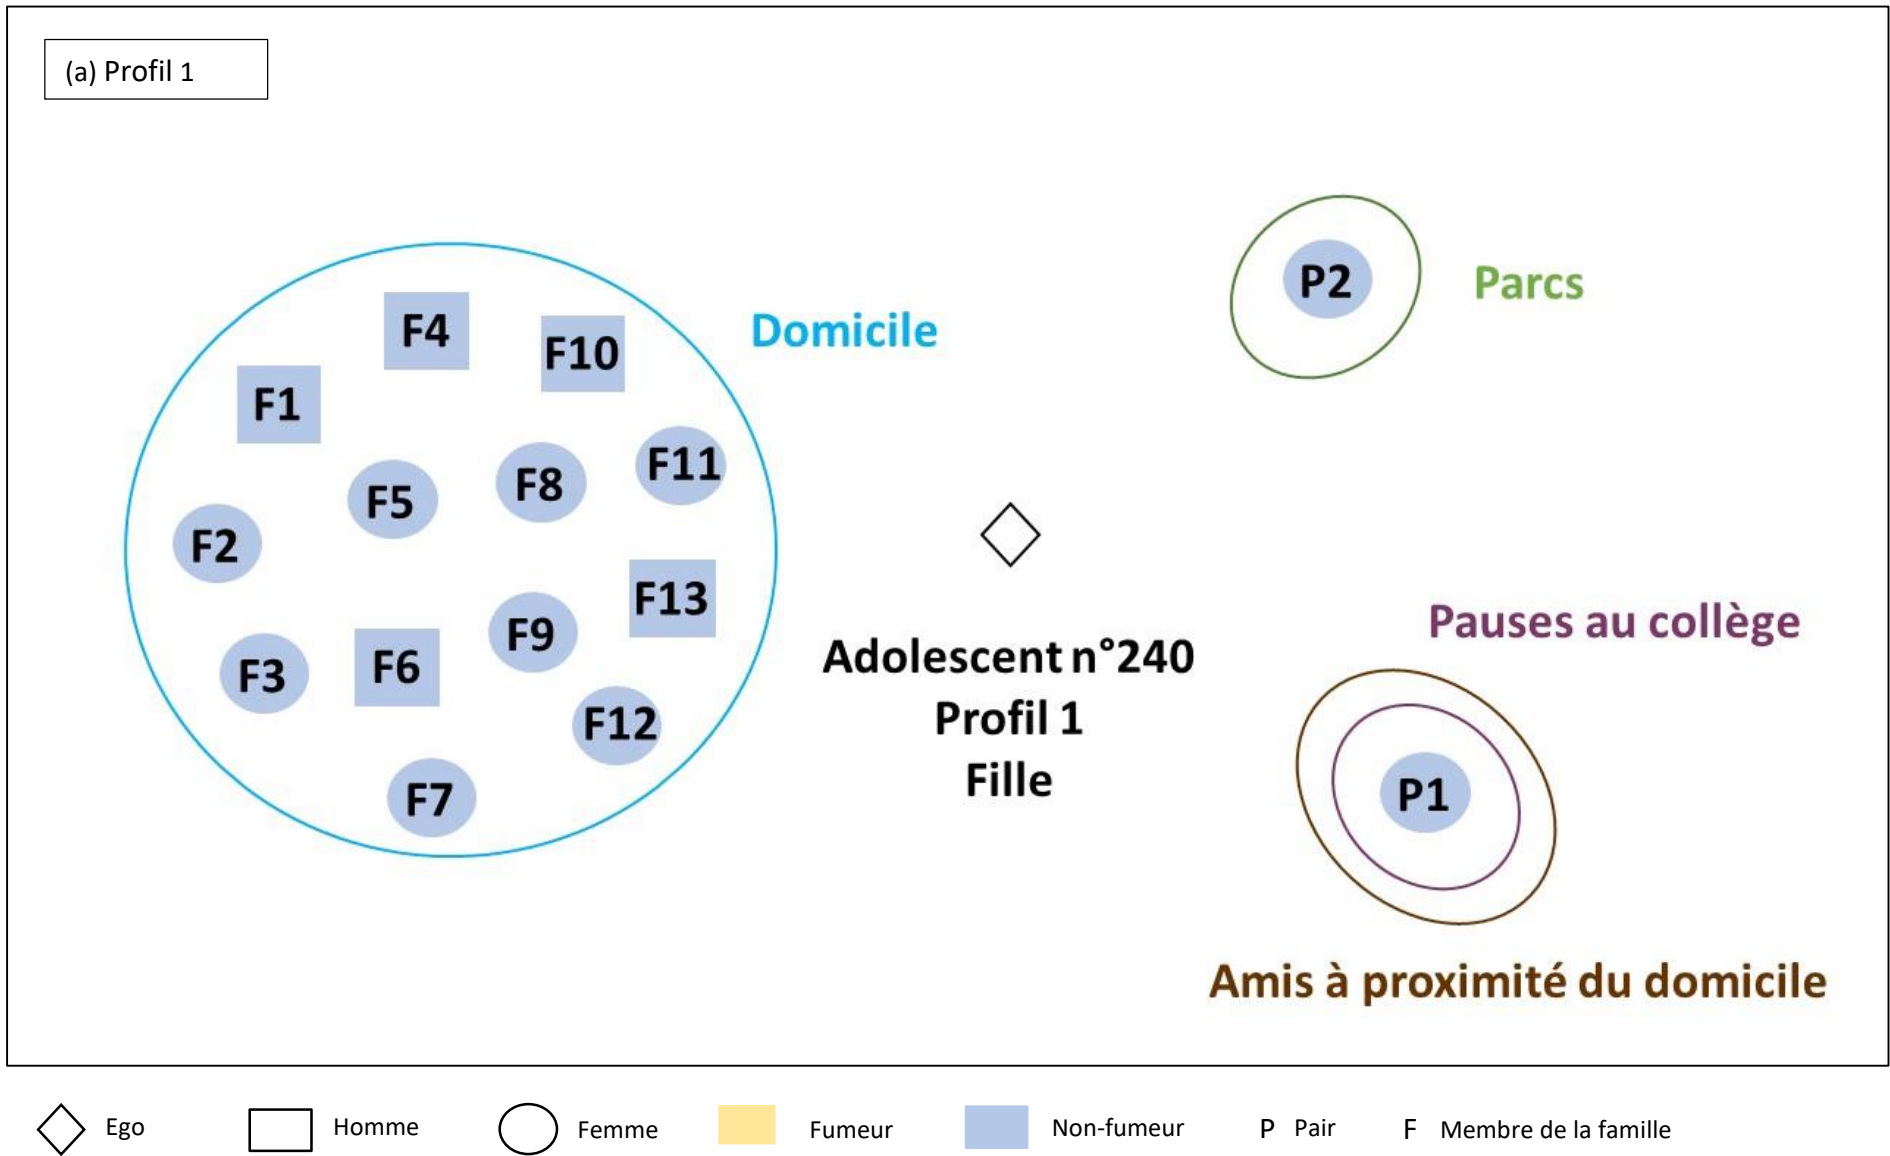 (a) Profil 1
F4
F10
F1
F5
F8
F11
F2
F13
F3
F6
F9
F12
F7
Domicile
P2
Parcs
Adolescent n°240
Profil 1
Fille
Pauses au collège
P1
Amis à proximité du domicile
Ego
Homme
Femme
Fumeur
Non-fumeur
P Pair
F Membre de la famille